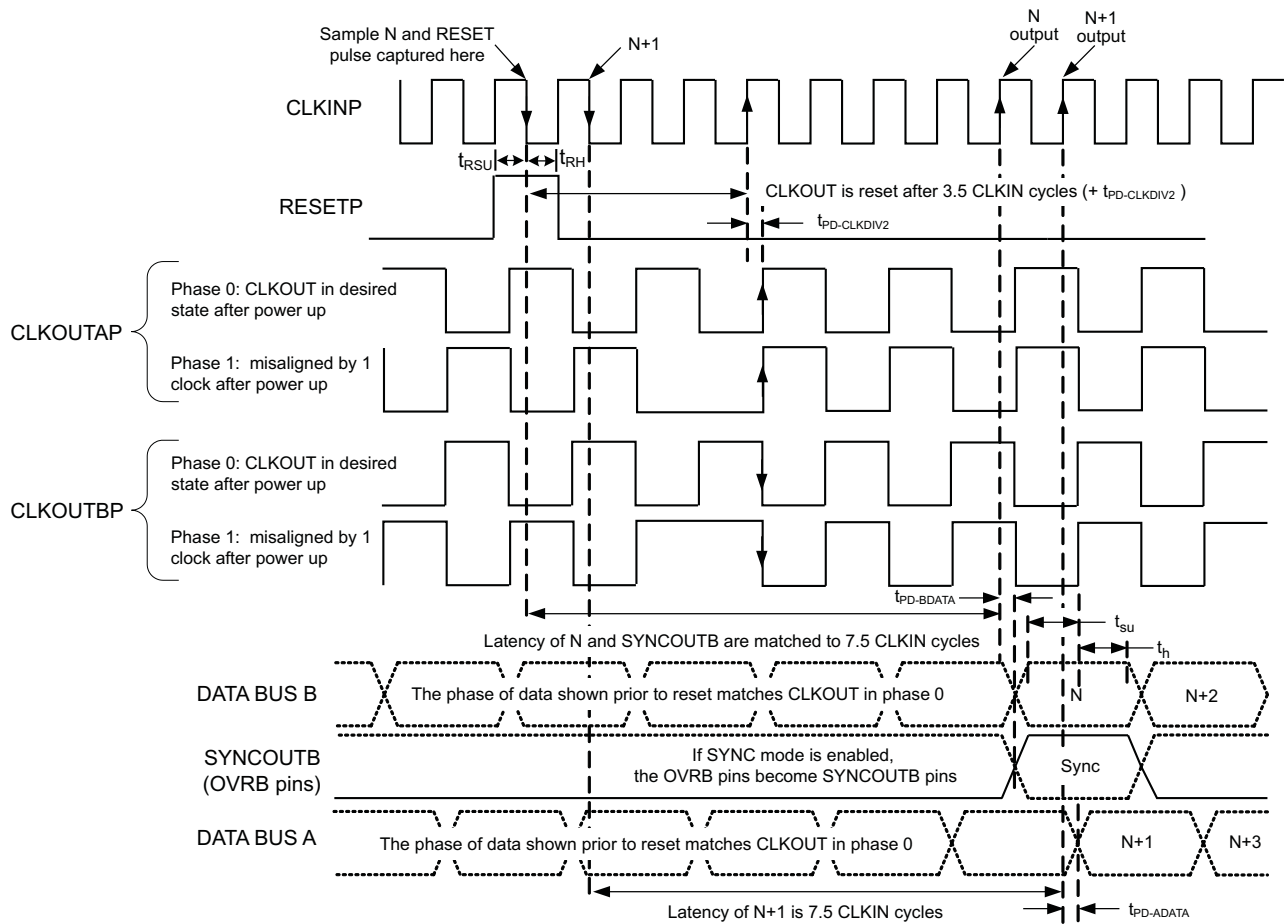 Sample N and RESET
pulse captured here
N+1
N
output
N+1
output
CLKINP
tRSU
tRH
CLKOUT is reset after 3.5 CLKIN cycles (+ tPD-CLKDIV2 )
RESETP
tPD-CLKDIV2
CLKOUTAP
Phase 0: CLKOUT in desired
state after power up
Phase 1: misaligned by 1
clock after power up
CLKOUTBP
Phase 0: CLKOUT in desired
state after power up
Phase 1: misaligned by 1
clock after power up
tPD-BDATA
tsu
Latency of N and SYNCOUTB are matched to 7.5 CLKIN cycles
th
DATA BUS B
The phase of data shown prior to reset matches CLKOUT in phase 0
N
N+2
SYNCOUTB
(OVRB pins)
If SYNC mode is enabled,
the OVRB pins become SYNCOUTB pins
Sync
DATA BUS A
The phase of data shown prior to reset matches CLKOUT in phase 0
N+1
N+3
Latency of N+1 is 7.5 CLKIN cycles
tPD-ADATA